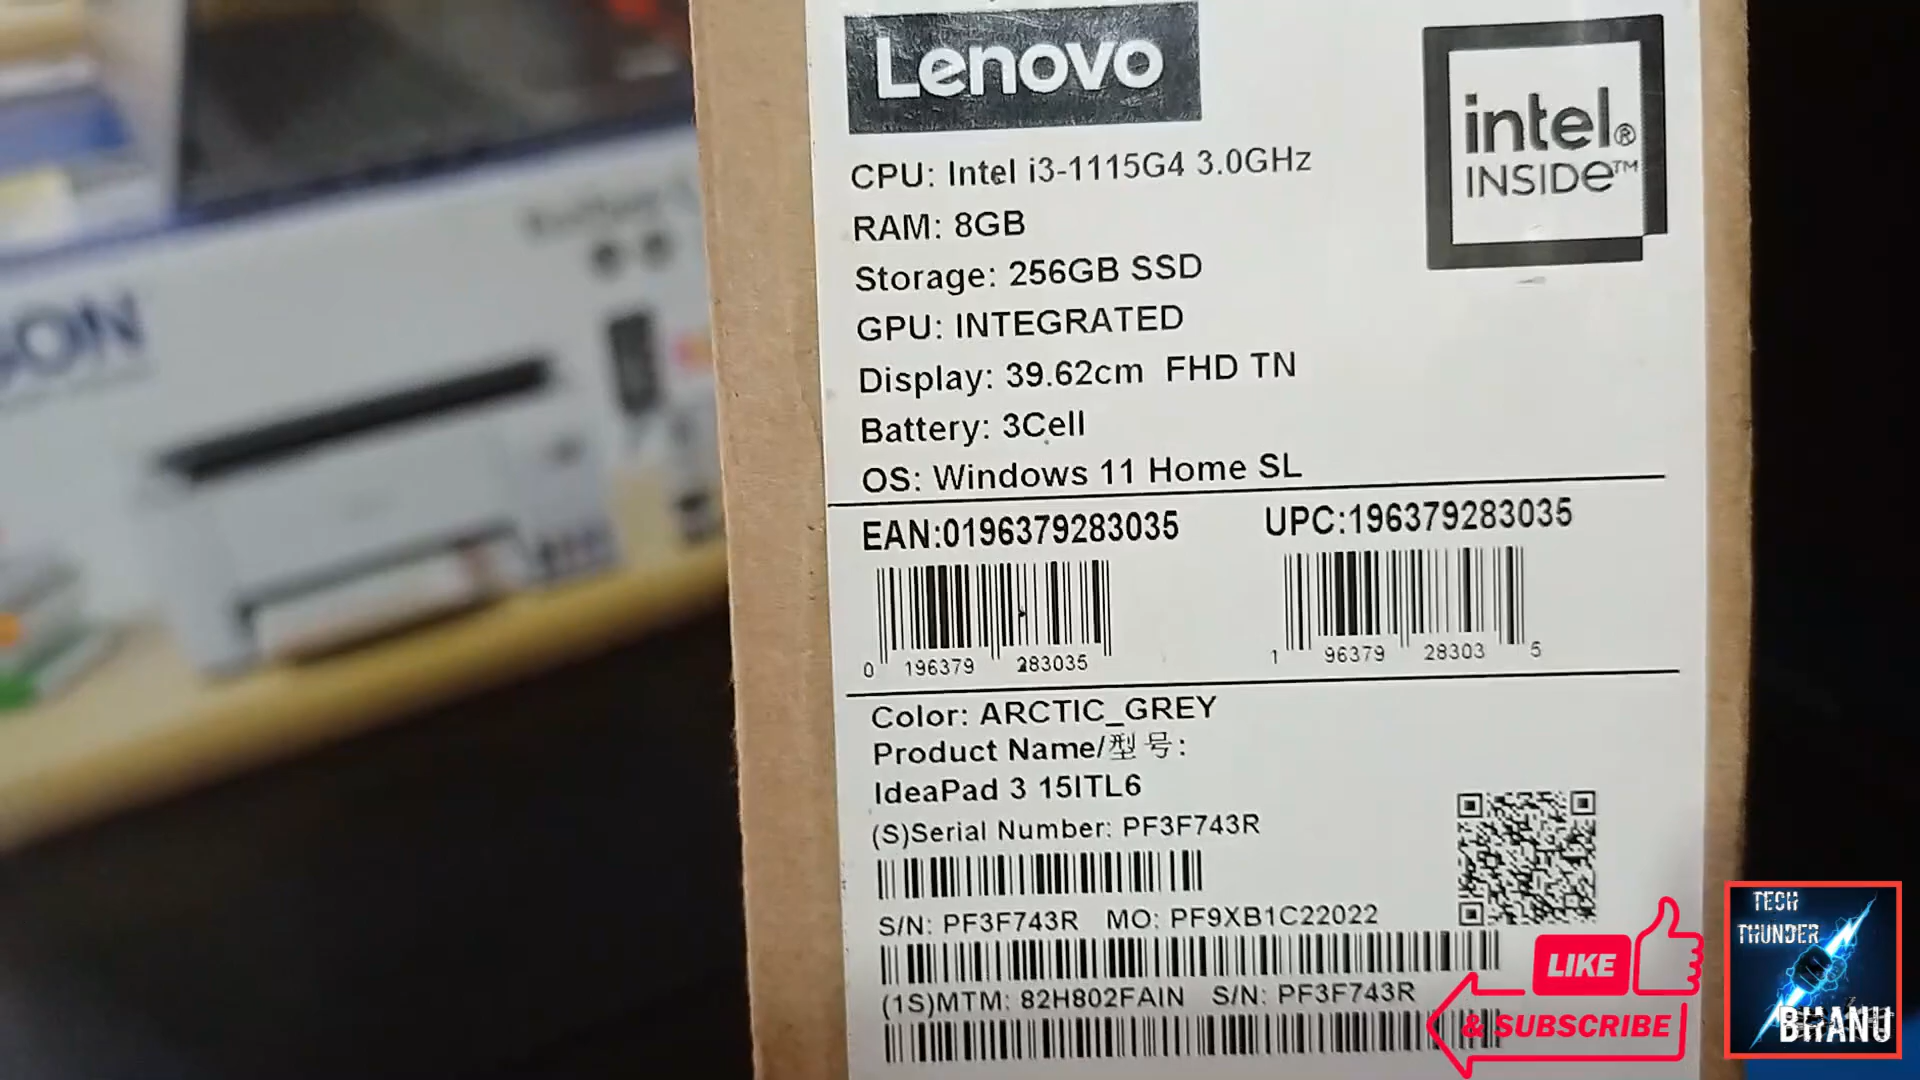 Lenovo
intel®
INSIDE™
CPU: Intel i3-1115G4 3.0GHz
RAM: 8GB
Storage: 256GB SSD
GPU: INTEGRATED
Display: 39.62cm FHD TN
Battery: 3Cell
OS: Windows 11 Home SL
EAN:0196379283035 UPC:196379283035
0 196379 283035 1 96379 28303 5
Color: ARCTIC_GREY
Product Name/型号:
IdeaPad 3 15ITL6
(S)Serial Number: PF3F743R
S/N: PF3F743R MO: PF9XB1C22022
(1S)MTM: 82H802FAIN S/N: PF3F743R
LIKE
& SUBSCRIBE
TECH
THUNDER
BHANU
SON